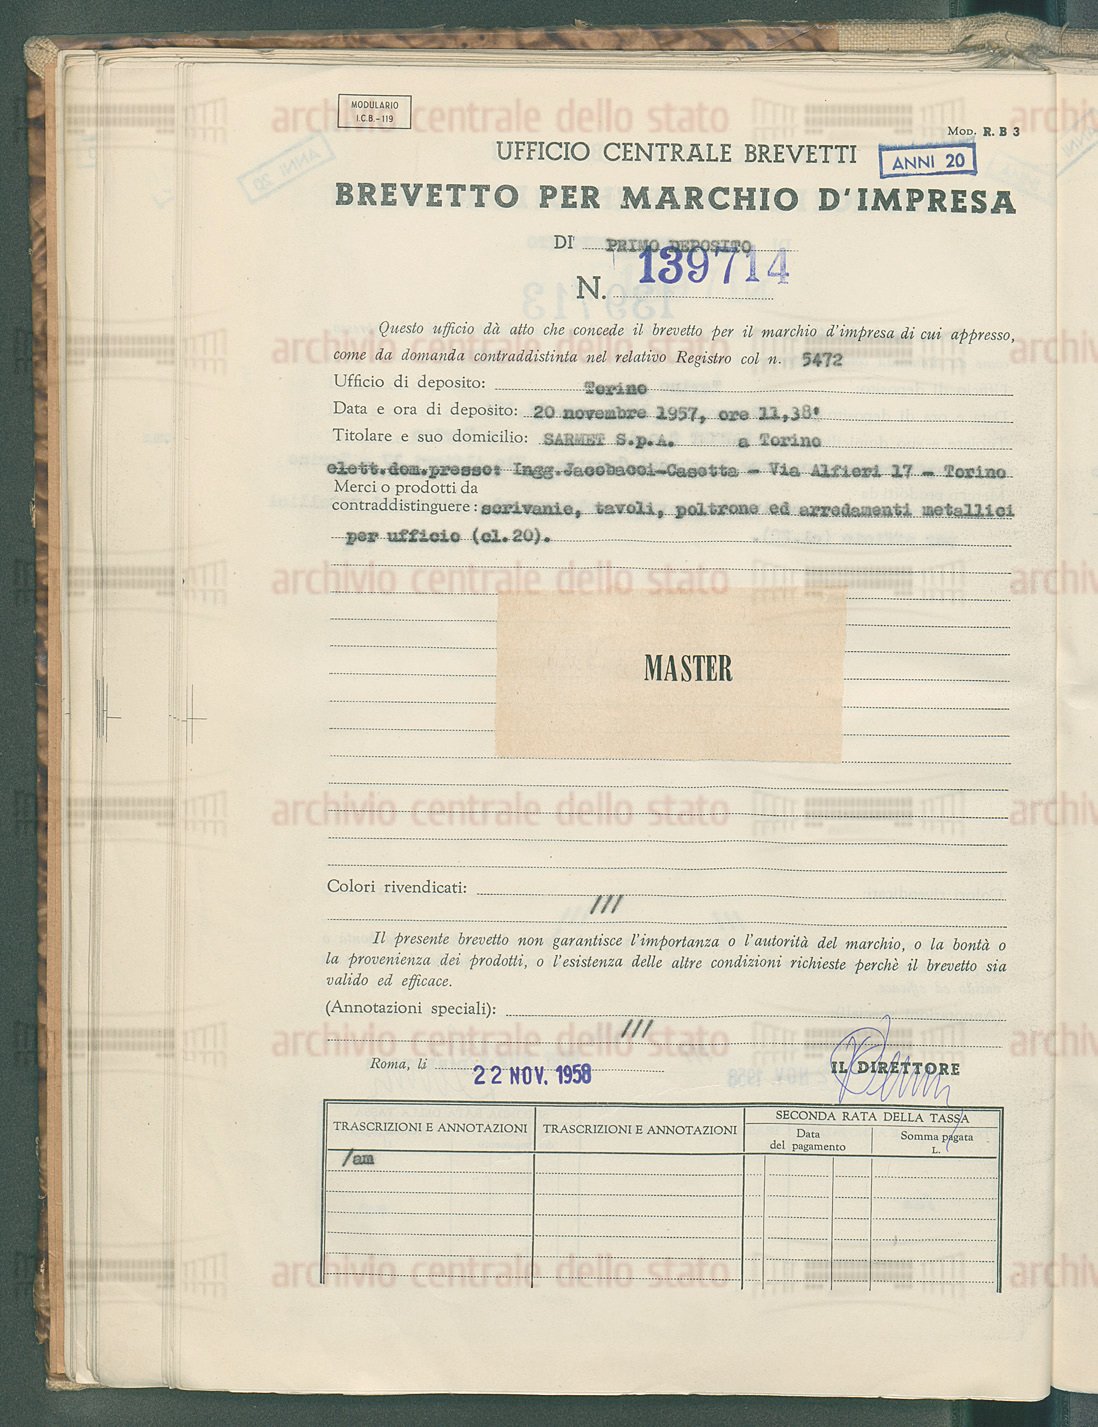 MODULARIO
I.C.B. - 119
MOD. R. B 3
UFFICIO CENTRALE BREVETTI
ANNI 20
BREVETTO PER MARCHIO D'IMPRESA
DI PRIMO DEPOSITO
N. 139714
Questo ufficio dà atto che concede il brevetto per il marchio d'impresa di cui appresso,
come da domanda contraddistinta nel relativo Registro col n. 5472
Ufficio di deposito: Torino
Data e ora di deposito: 20 novembre 1957, ore 11,38'
Titolare e suo domicilio: SARMET S.p.A. a Torino
elett.dom.presso: Ingg.Jacobacci-Casetta - Via Alfieri 17 - Torino
Merci o prodotti da
contraddistinguere: scrivanie, tavoli, poltrone ed arredamenti metallici
per ufficio (cl.20).
MASTER
Colori rivendicati:
///
Il presente brevetto non garantisce l'importanza o l'autorità del marchio, o la bontà o
la provenienza dei prodotti, o l'esistenza delle altre condizioni richieste perchè il brevetto sia
valido ed efficace.
(Annotazioni speciali):
///
Roma, lì 22 NOV. 1958
IL DIRETTORE
TRASCRIZIONI E ANNOTAZIONI TRASCRIZIONI E ANNOTAZIONI SECONDA RATA DELLA TASSA
Data
del pagamento
Somma pagata
L.
/am
archivio centrale dello stato
archivio centrale dello stato
archivio centrale dello stato
archivio centrale dello stato
archivio centrale dello stato
archivio centrale dello stato